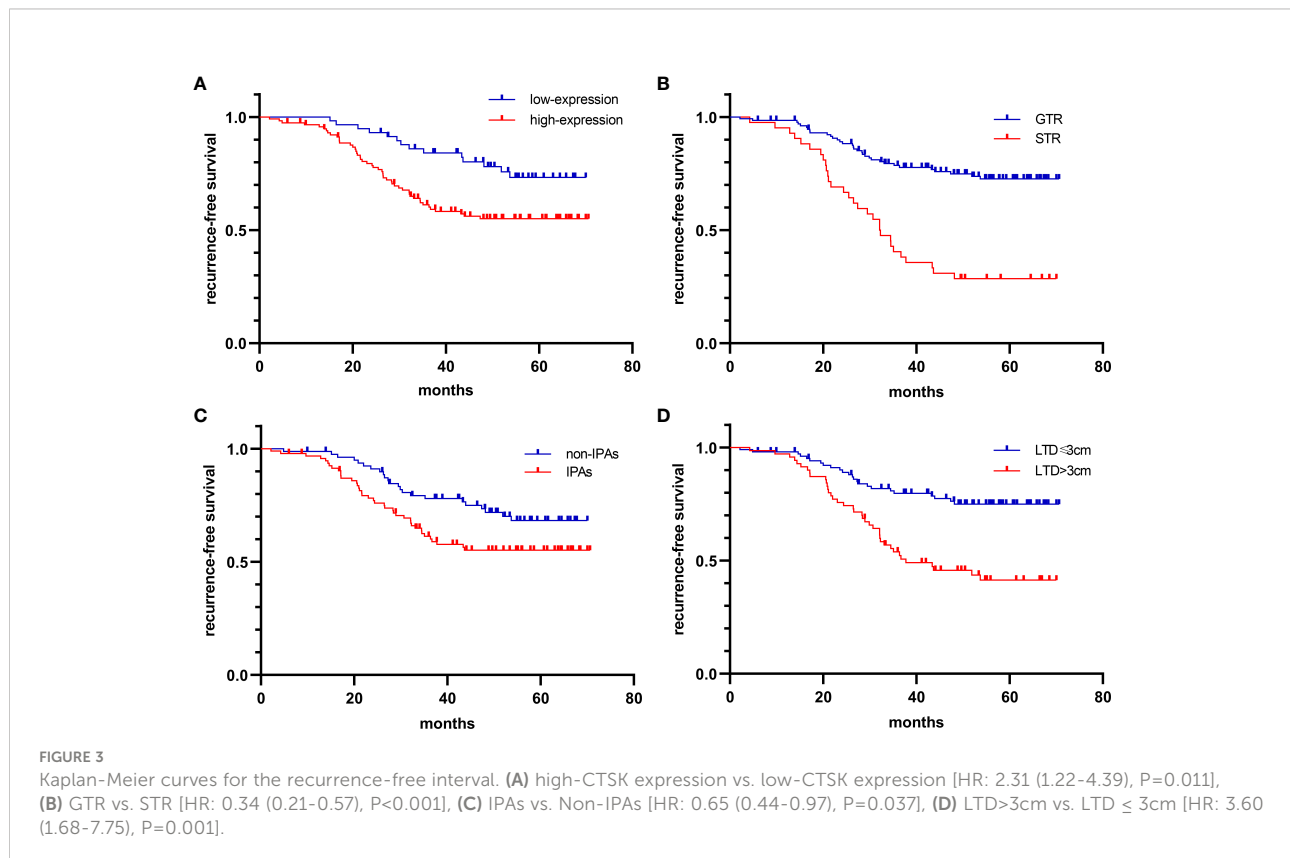 A
low-expression
high-expression
1.0
0.5
0.0
recurrence-free survival
0 20 40 60 80
months
B
GTR
STR
1.0
0.5
0.0
recurrence-free survival
0 20 40 60 80
months
C
non-IPAs
IPAs
1.0
0.5
0.0
recurrence-free survival
0 20 40 60 80
months
D
LTD≤3cm
LTD>3cm
1.0
0.5
0.0
recurrence-free survival
0 20 40 60 80
months
FIGURE 3
Kaplan-Meier curves for the recurrence-free interval. (A) high-CTSK expression vs. low-CTSK expression [HR: 2.31 (1.22-4.39), P=0.011],
(B) GTR vs. STR [HR: 0.34 (0.21-0.57), P<0.001], (C) IPAs vs. Non-IPAs [HR: 0.65 (0.44-0.97), P=0.037], (D) LTD>3cm vs. LTD ≤ 3cm [HR: 3.60
(1.68-7.75), P=0.001].